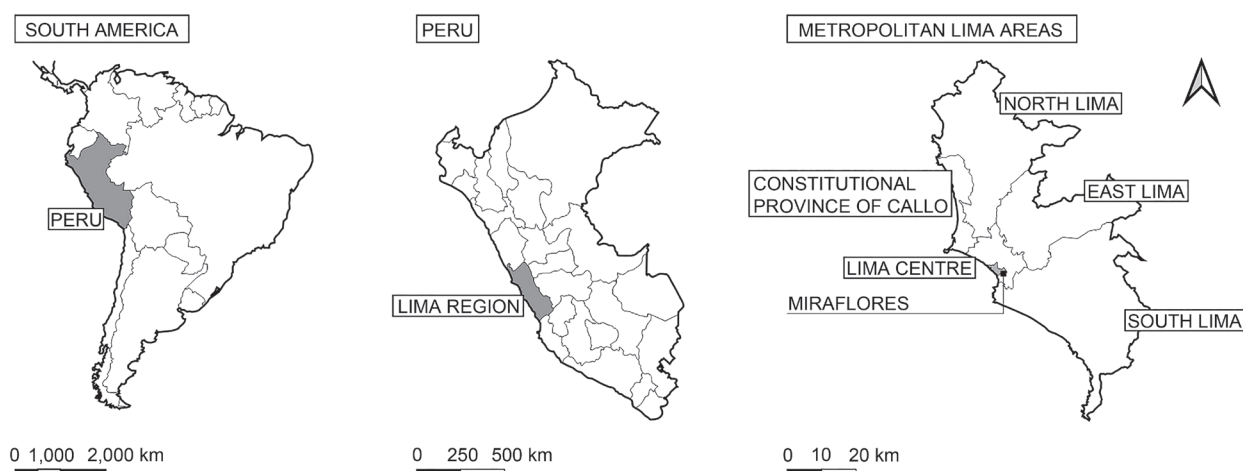 SOUTH AMERICA
PERU
0 1,000 2,000 km
PERU
LIMA REGION
0 250 500 km
METROPOLITAN LIMA AREAS
NORTH LIMA
CONSTITUTIONAL
PROVINCE OF CALLO
EAST LIMA
LIMA CENTRE
MIRAFLORES
SOUTH LIMA
0 10 20 km